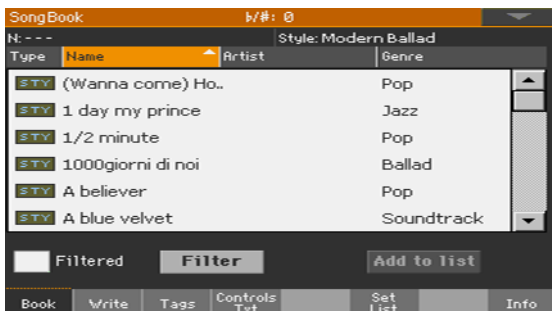 SongBook ♭/#: 0
N: --- Style: Modern Ballad
Type Name Artist Genre
STY (Wanna come) Ho.. Pop
STY 1 day my prince Jazz
STY 1/2 minute Pop
STY 1000giorni di noi Ballad
STY A believer Pop
STY A blue velvet Soundtrack
Filtered Filter Add to list
Book Write Tags Controls Txt Set List Info